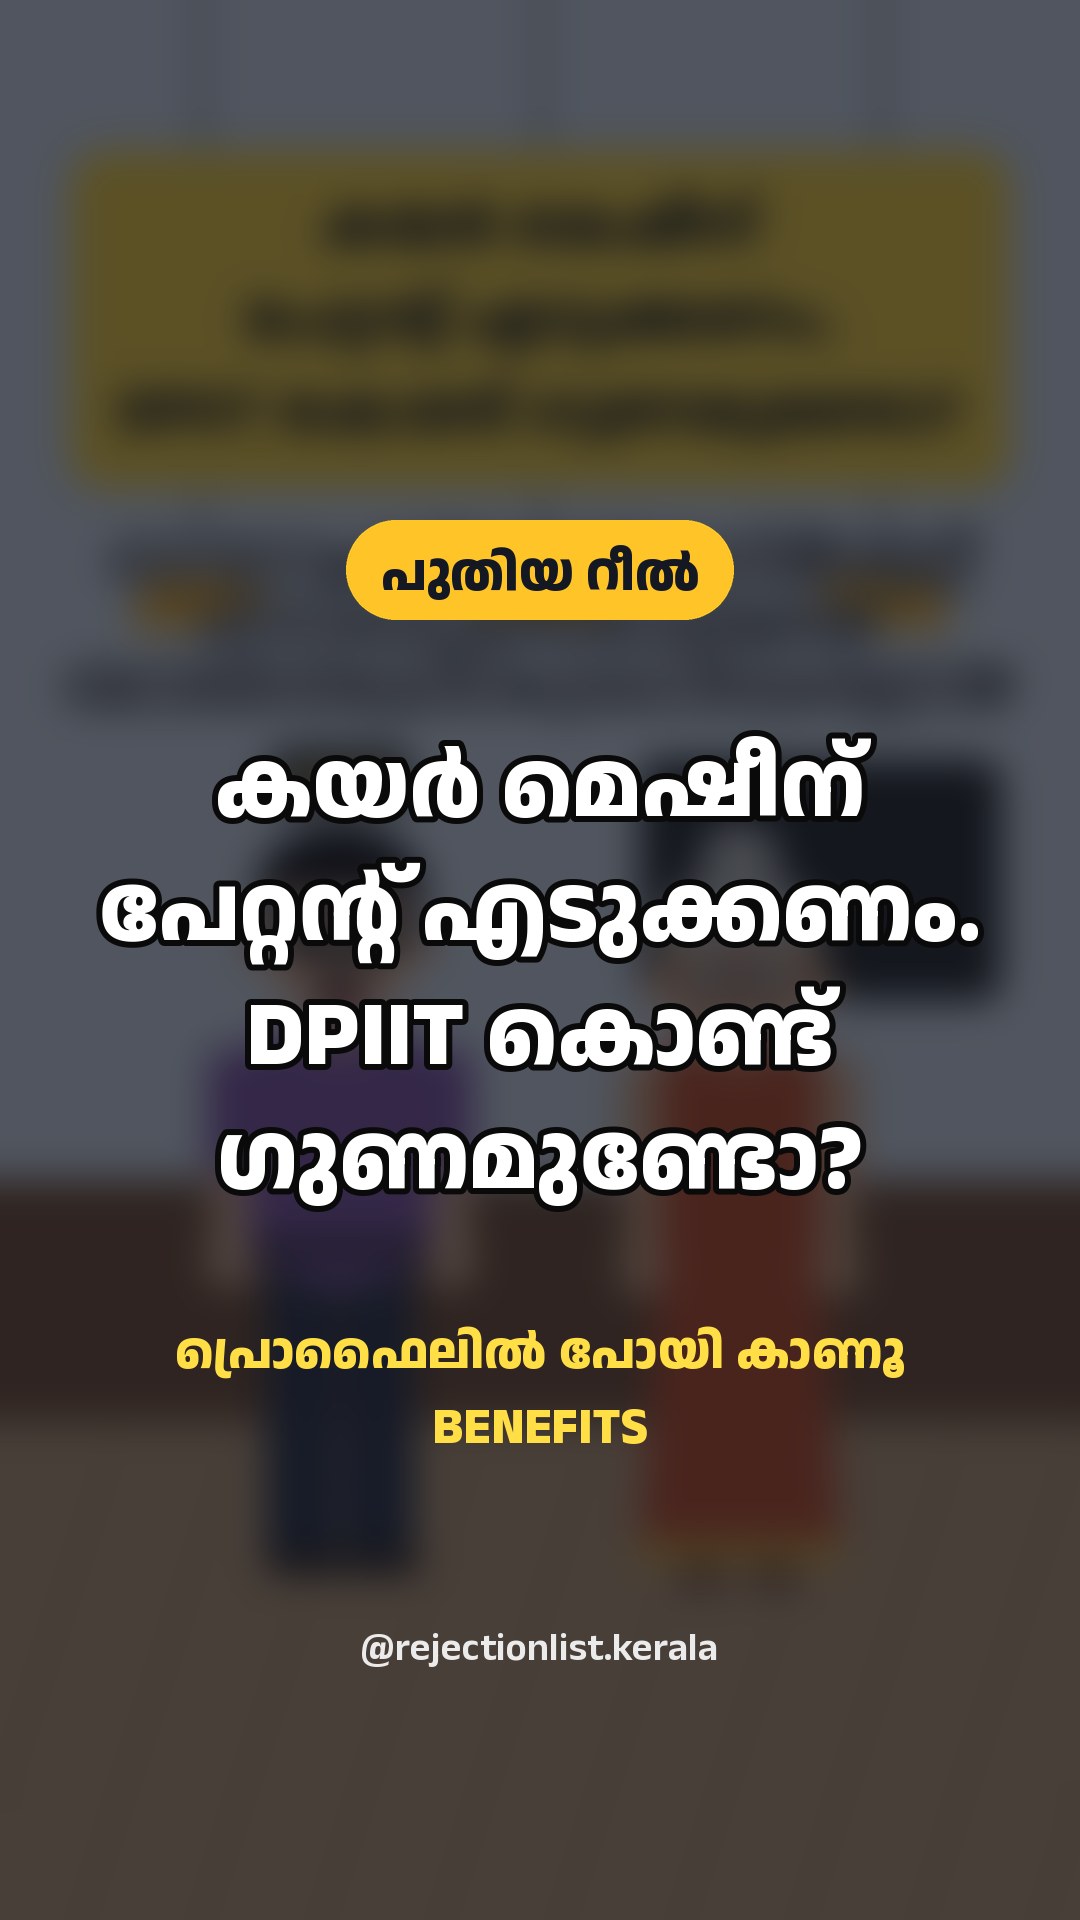 പുതിയ റീൽ
കയർ മെഷീന്
പേറ്റന്റ് എടുക്കണം.
DPIIT കൊണ്ട്
ഗുണമുണ്ടോ?
പ്രൊഫൈലിൽ പോയി കാണൂ
BENEFITS
@rejectionlist.kerala